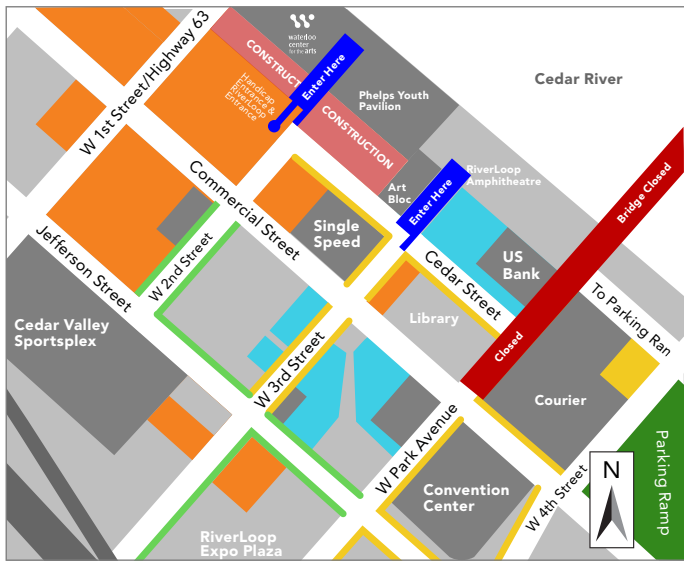 W 1st Street/Highway 63
waterloo
center
for the arts
CONSTRUCTION
Enter Here
Handicap
Entrance &
RiverLoop
Entrance
Phelps Youth
Pavilion
Cedar River
CONSTRUCTION
RiverLoop
Amphitheatre
Art
Bloc
Enter Here
Bridge Closed
Closed
Commercial Street
Single
Speed
Cedar Street
US
Bank
To Parking Ran
Jefferson Street
W 2nd Street
Library
Cedar Valley
Sportsplex
W 3rd Street
Courier
W Park Avenue
Parking Ramp
Convention
Center
W 4th Street
N
RiverLoop
Expo Plaza